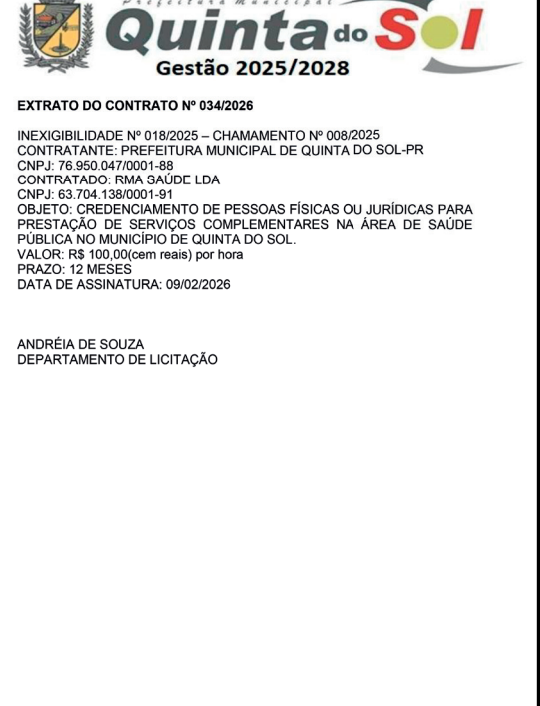 Prefeitura Municipal
Quinta do Sol
Gestão 2025/2028
EXTRATO DO CONTRATO Nº 034/2026
INEXIGIBILIDADE Nº 018/2025 – CHAMAMENTO Nº 008/2025
CONTRATANTE: PREFEITURA MUNICIPAL DE QUINTA DO SOL-PR
CNPJ: 76.950.047/0001-88
CONTRATADO: RMA SAÚDE LDA
CNPJ: 63.704.138/0001-91
OBJETO: CREDENCIAMENTO DE PESSOAS FÍSICAS OU JURÍDICAS PARA
PRESTAÇÃO DE SERVIÇOS COMPLEMENTARES NA ÁREA DE SAÚDE
PÚBLICA NO MUNICÍPIO DE QUINTA DO SOL.
VALOR: R$ 100,00(cem reais) por hora
PRAZO: 12 MESES
DATA DE ASSINATURA: 09/02/2026
ANDRÉIA DE SOUZA
DEPARTAMENTO DE LICITAÇÃO